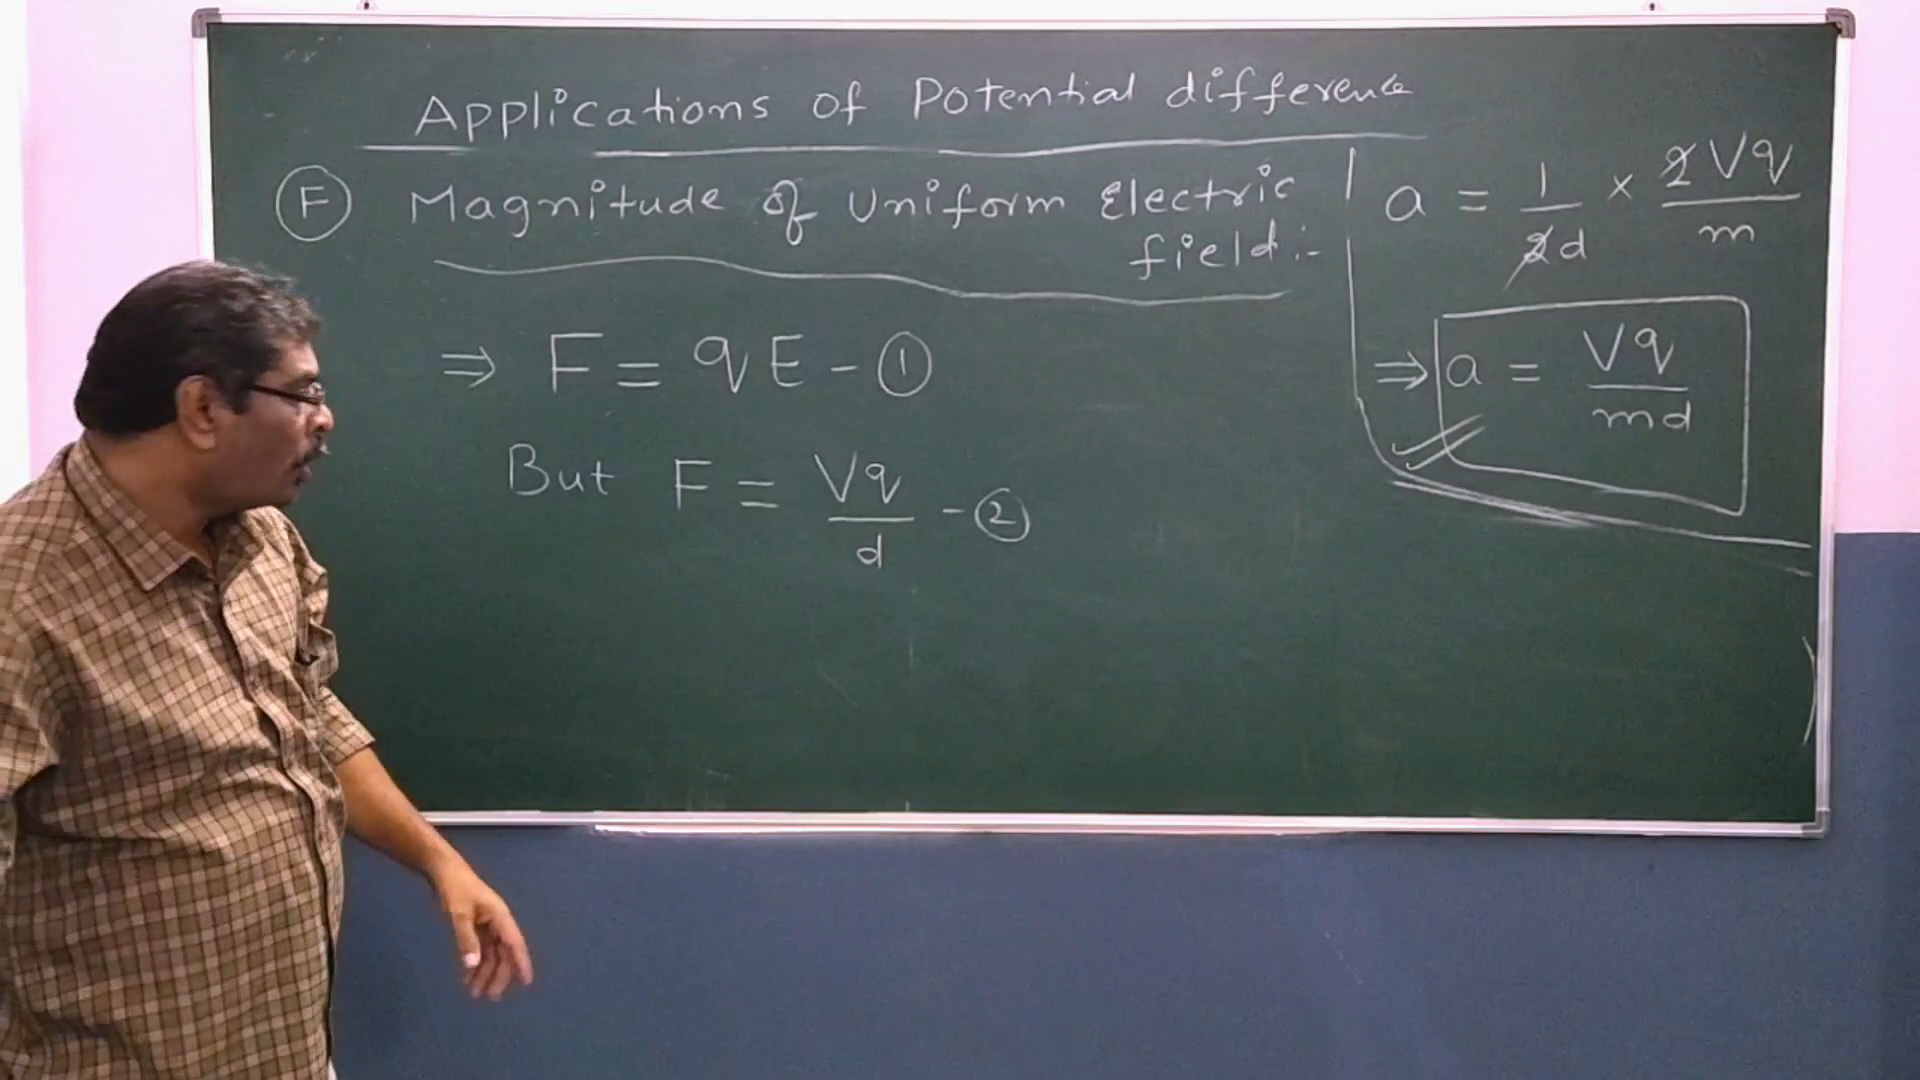 Applications of Potential difference
(F) Magnitude of Uniform Electric
field :-
⇒ F = qE - ①
But F = Vq/d - ②
a = 1/2d × 2Vq/m
⇒ a = Vq/md